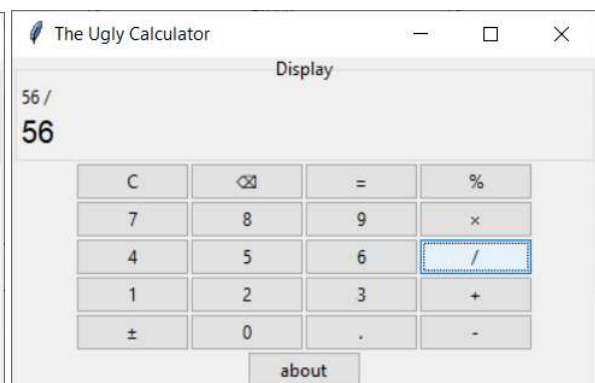 The Ugly Calculator
Display
56 /
56
C ⌫ = %
7 8 9 ×
4 5 6 /
1 2 3 +
± 0 . -
about